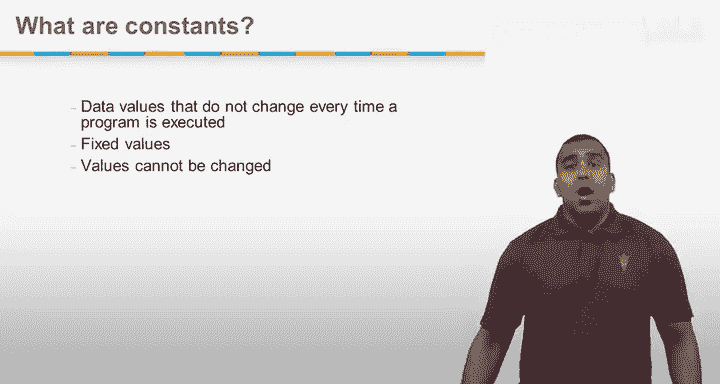 What are constants?
– Data values that do not change every time a
program is executed
– Fixed values
– Values cannot be changed